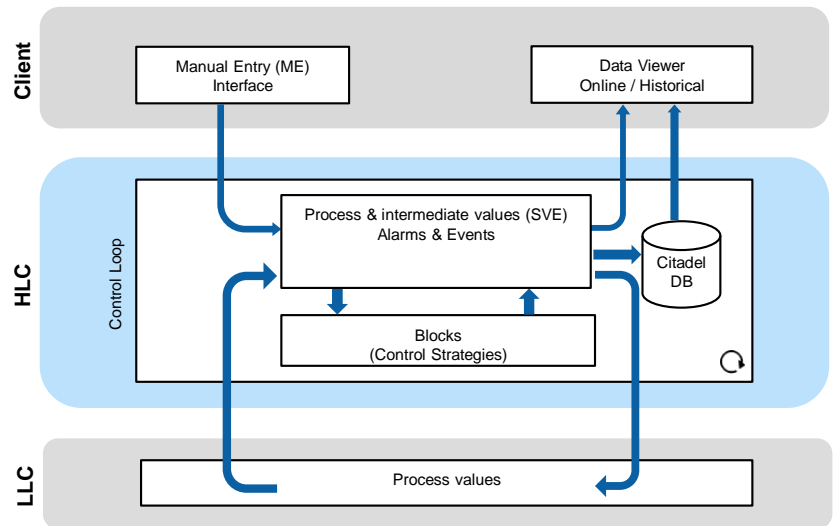 Client
Manual Entry (ME)
Interface
Data Viewer
Online / Historical
HLC
Control Loop
Process & intermediate values (SVE)
Alarms & Events
Citadel
DB
Blocks
(Control Strategies)
LLC
Process values